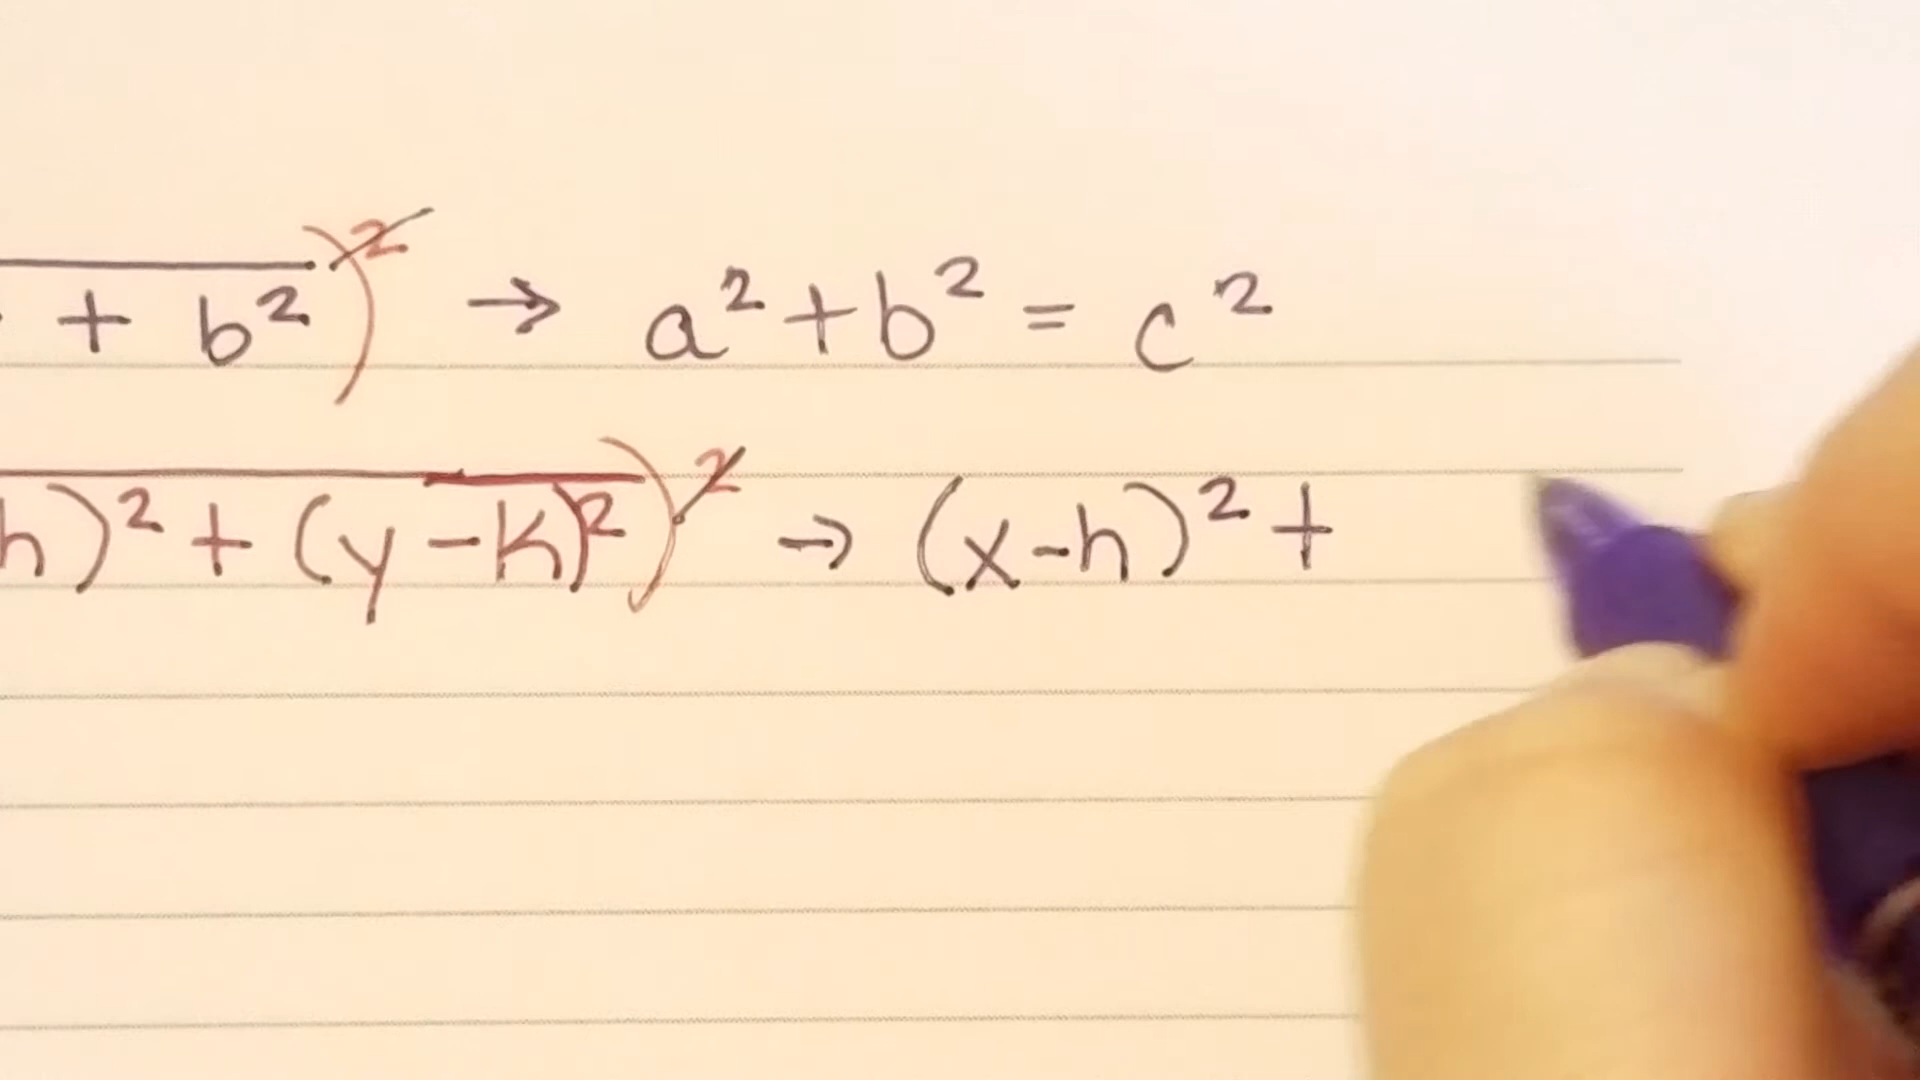 + b²)² → a² + b² = c²
h)² + (y - k)²)² → (x-h)² +